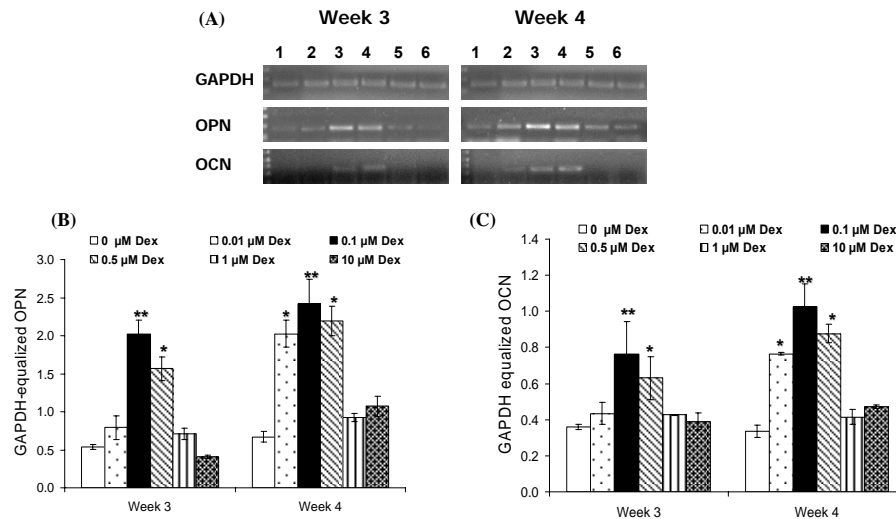 (A)
Week 3 Week 4
1 2 3 4 5 6 1 2 3 4 5 6
GAPDH
OPN
OCN
(B)
0 µM Dex 0.01 µM Dex 0.1 µM Dex
0.5 µM Dex 1 µM Dex 10 µM Dex
GAPDH-equalized OPN
3.0
2.5
2.0
1.5
1.0
0.5
0.0
** * * ** *
Week 3 Week 4
(C)
0 µM Dex 0.01 µM Dex 0.1 µM Dex
0.5 µM Dex 1 µM Dex 10 µM Dex
GAPDH equalized OCN
1.4
1.2
1.0
0.8
0.6
0.4
0.2
0.0
** * * ** *
Week 3 Week 4